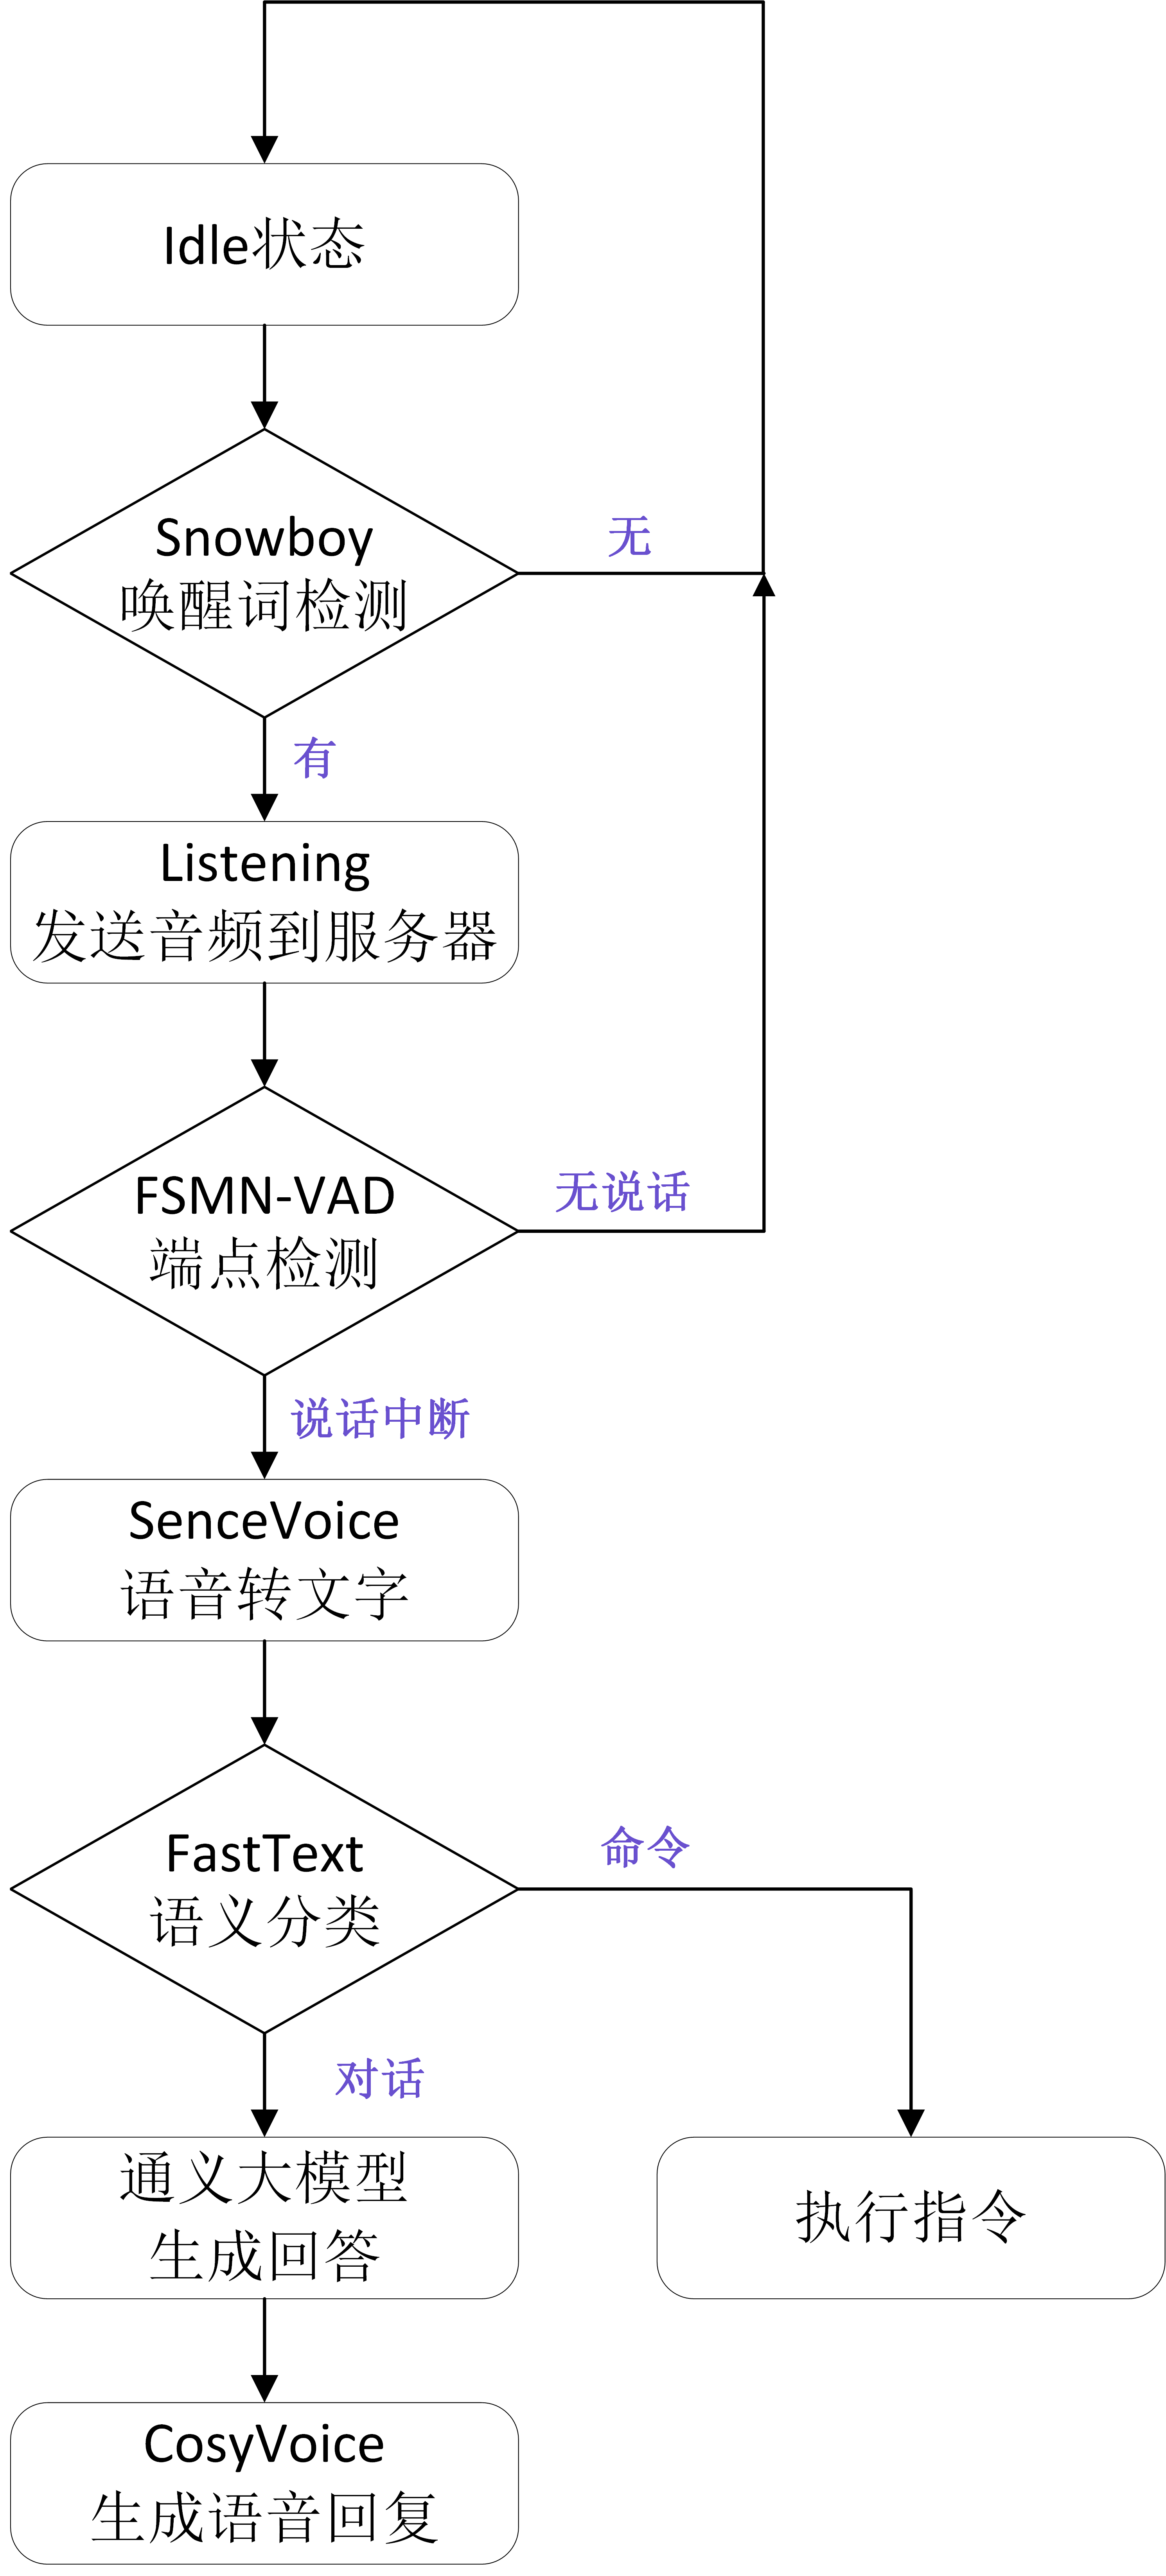 Idle状态
Snowboy
唤醒词检测
无
有
Listening
发送音频到服务器
FSMN-VAD
端点检测
无说话
说话中断
SenceVoice
语音转文字
FastText
语义分类
命令
对话
通义大模型
生成回答
执行指令
CosyVoice
生成语音回复